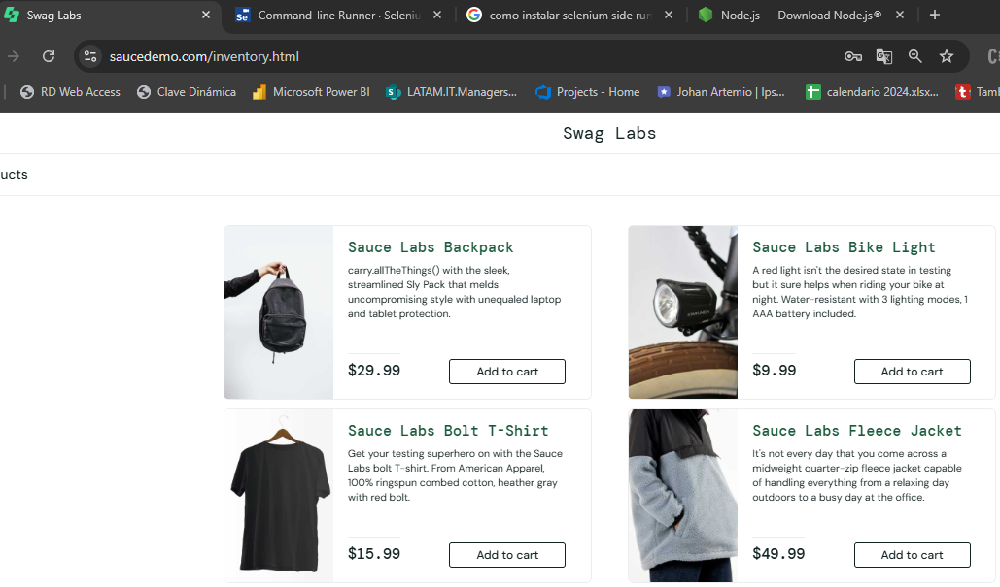 Swag Labs
Command-line Runner · Seleniu
como instalar selenium side run
Node.js — Download Node.js®
saucedemo.com/inventory.html
RD Web Access
Clave Dinámica
Microsoft Power BI
LATAM.IT.Managers...
Projects - Home
Johan Artemio | Ips...
calendario 2024.xlsx...
Tamb
Swag Labs
ucts
Sauce Labs Backpack
carry.allTheThings() with the sleek,
streamlined Sly Pack that melds
uncompromising style with unequaled laptop
and tablet protection.
$29.99
Add to cart
Sauce Labs Bike Light
A red light isn't the desired state in testing
but it sure helps when riding your bike at
night. Water-resistant with 3 lighting modes, 1
AAA battery included.
$9.99
Add to cart
Sauce Labs Bolt T-Shirt
Get your testing superhero on with the Sauce
Labs bolt T-shirt. From American Apparel,
100% ringspun combed cotton, heather gray
with red bolt.
$15.99
Add to cart
Sauce Labs Fleece Jacket
It's not every day that you come across a
midweight quarter-zip fleece jacket capable
of handling everything from a relaxing day
outdoors to a busy day at the office.
$49.99
Add to cart